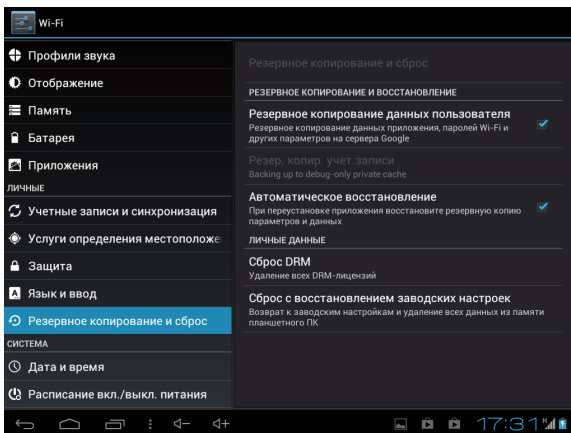 Wi-Fi
Профили звука
Отображение
Память
Батарея
Приложения
ЛИЧНЫЕ
Учетные записи и синхронизация
Услуги определения местоположе
Защита
Язык и ввод
Резервное копирование и сброс
СИСТЕМА
Дата и время
Расписание вкл./выкл. питания
Резервное копирование и сброс
РЕЗЕРВНОЕ КОПИРОВАНИЕ И ВОССТАНОВЛЕНИЕ
Резервное копирование данных пользователя
Резервное копирование данных приложения, паролей Wi-Fi и
других параметров на сервера Google
Резер. копир. учет.записи
Backing up to debug-only private cache
Автоматическое восстановление
При переустановке приложения восстановите резервную копию
параметров и данных
ЛИЧНЫЕ ДАННЫЕ
Сброс DRM
Удаление всех DRM-лицензий
Сброс с восстановлением заводских настроек
Возврат к заводским настройкам и удаление всех данных из памяти
планшетного ПК
17:31
H